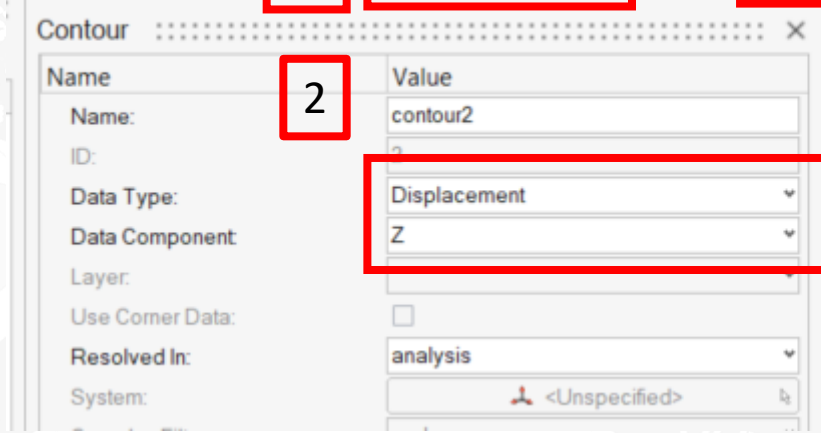 Contour
Name Value
2
Name: contour2
ID:
Data Type: Displacement
Data Component: Z
Layer:
Use Corner Data:
Resolved In: analysis
System: <Unspecified>